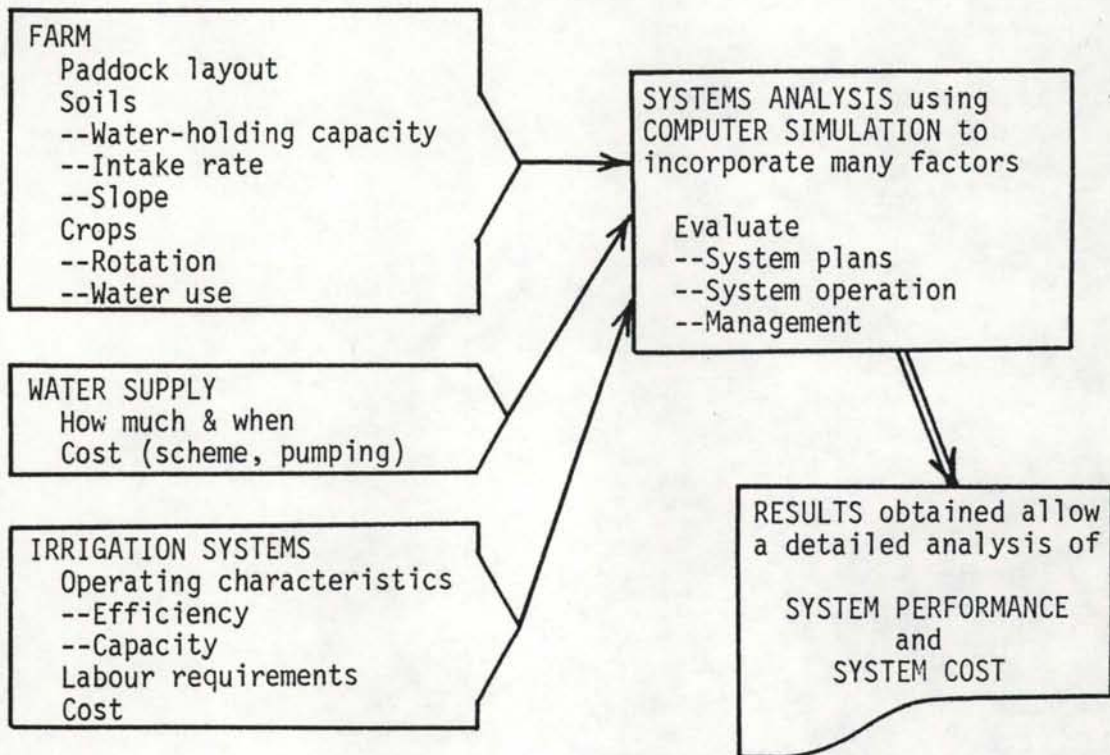 FARM
Paddock layout
Soils
--Water-holding capacity
--Intake rate
--Slope
Crops
--Rotation
--Water use
WATER SUPPLY
How much & when
Cost (scheme, pumping)
IRRIGATION SYSTEMS
Operating characteristics
--Efficiency
--Capacity
Labour requirements
Cost
SYSTEMS ANALYSIS using
COMPUTER SIMULATION to
incorporate many factors
Evaluate
--System plans
--System operation
--Management
RESULTS obtained allow
a detailed analysis of
SYSTEM PERFORMANCE
and
SYSTEM COST